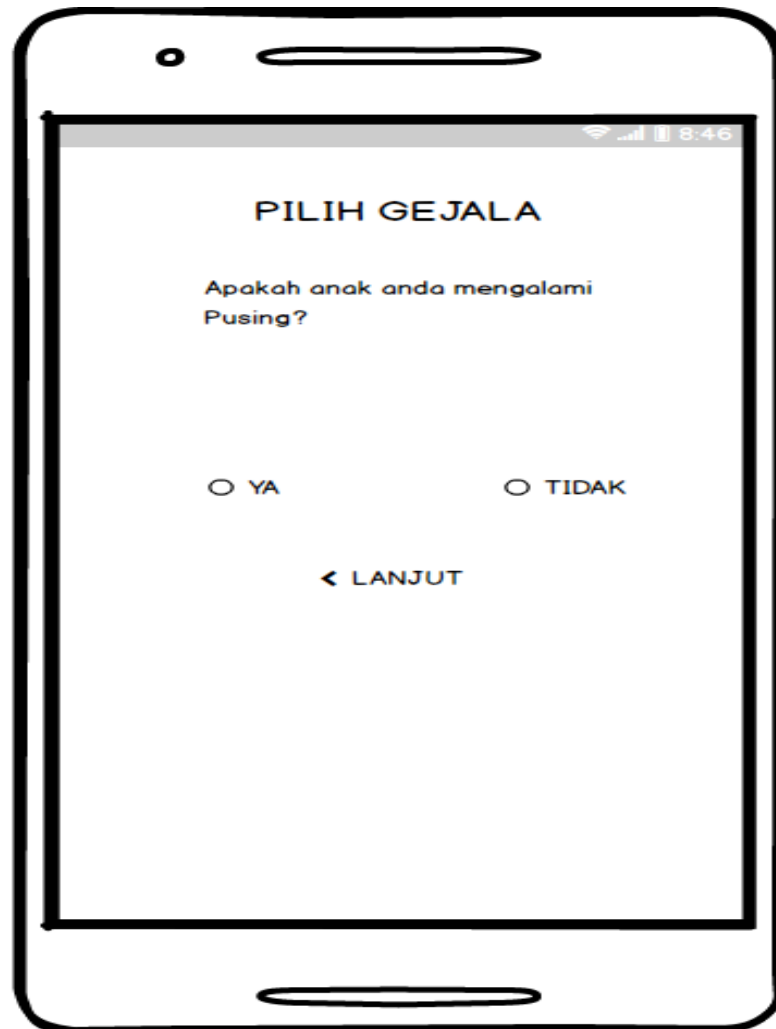 8:46
PILIH GEJALA
Apakah anak anda mengalami
Pusing?
YA TIDAK
< LANJUT